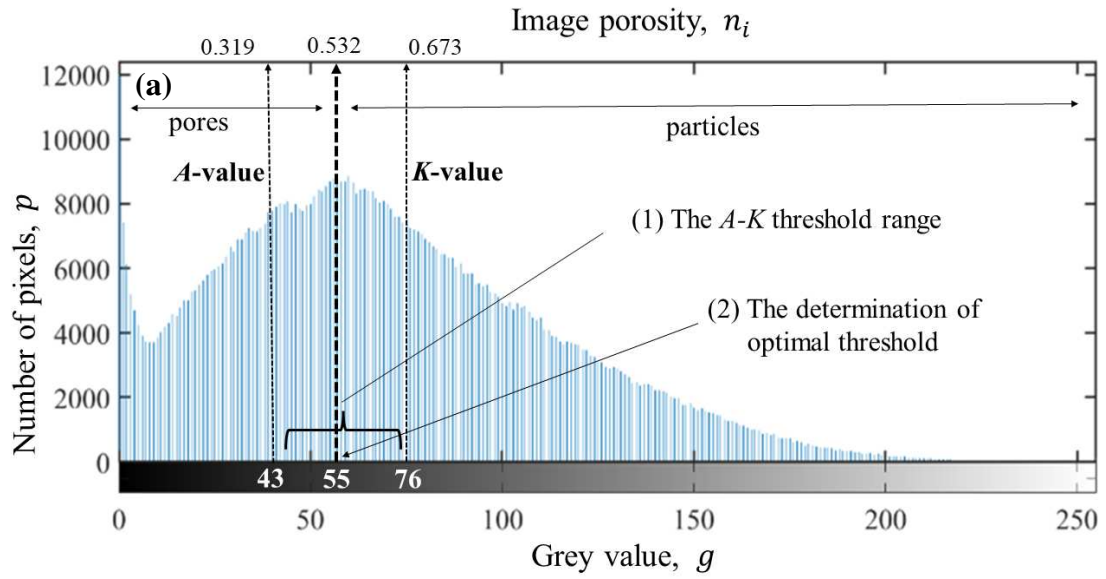 Image porosity, nᵢ
0.319 0.532 0.673
12000
(a)
pores
particles
10000
A-value
K-value
8000
(1) The A-K threshold range
6000
(2) The determination of
optimal threshold
4000
2000
0
Number of pixels, p
43 55 76
0 50 100 150 200 250
Grey value, g